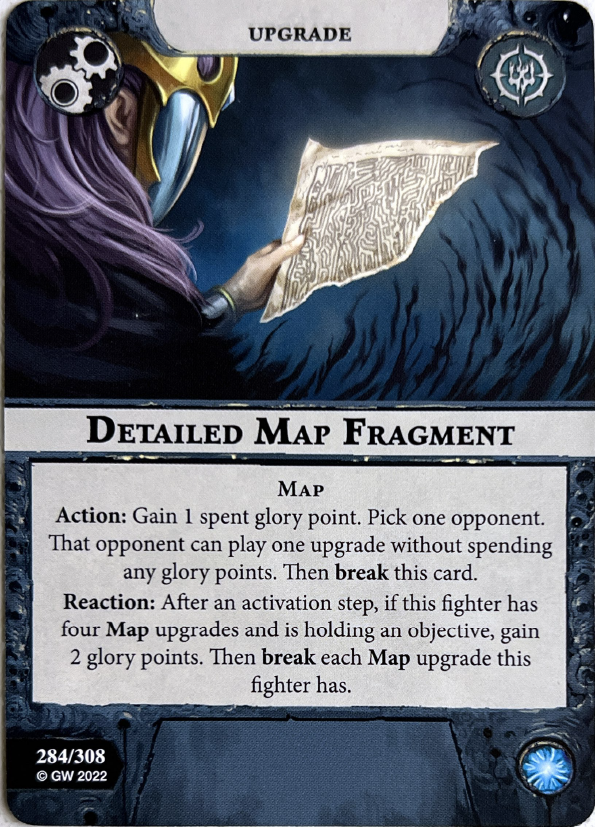 UPGRADE
DETAILED MAP FRAGMENT
MAP
Action: Gain 1 spent glory point. Pick one opponent.
That opponent can play one upgrade without spending
any glory points. Then break this card.
Reaction: After an activation step, if this fighter has
four Map upgrades and is holding an objective, gain
2 glory points. Then break each Map upgrade this
fighter has.
284/308
© GW 2022